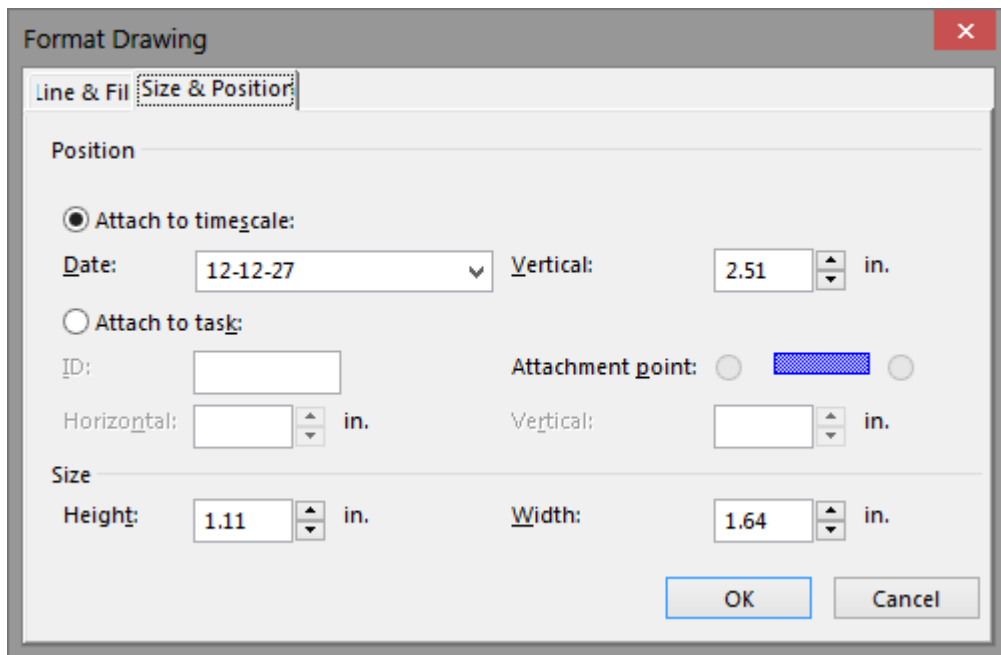 Format Drawing
Line & Fil Size & Position
Position
Attach to timescale:
Date: 12-12-27 Vertical: 2.51 in.
Attach to task:
ID: Attachment point:
Horizontal: in. Vertical: in.
Size
Height: 1.11 in. Width: 1.64 in.
OK Cancel